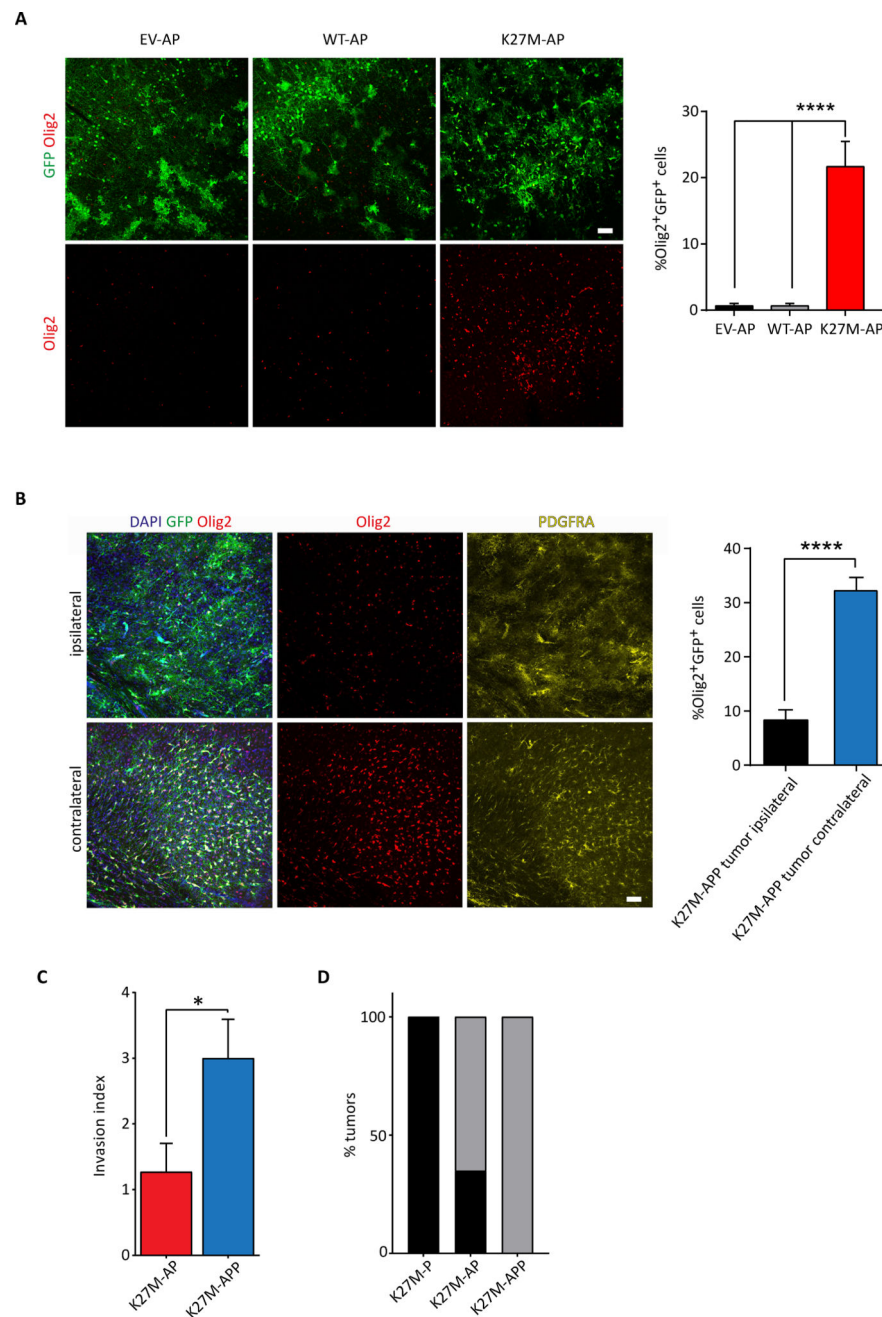 A
EV-AP
WT-AP
K27M-AP
GFP Olig2
Olig2
%Olig2⁺GFP⁺ cells
30
20
10
0
****
EV-AP
WT-AP
K27M-AP
B
DAPI GFP Olig2
Olig2
PDGFRA
ipsilateral
contralateral
%Olig2⁺GFP⁺ cells
40
30
20
10
0
****
K27M-APP tumor ipsilateral
K27M-APP tumor contralateral
C
Invasion index
4
3
2
1
0
*
K27M-AP
K27M-APP
D
% tumors
100
50
0
K27M-P
K27M-AP
K27M-APP